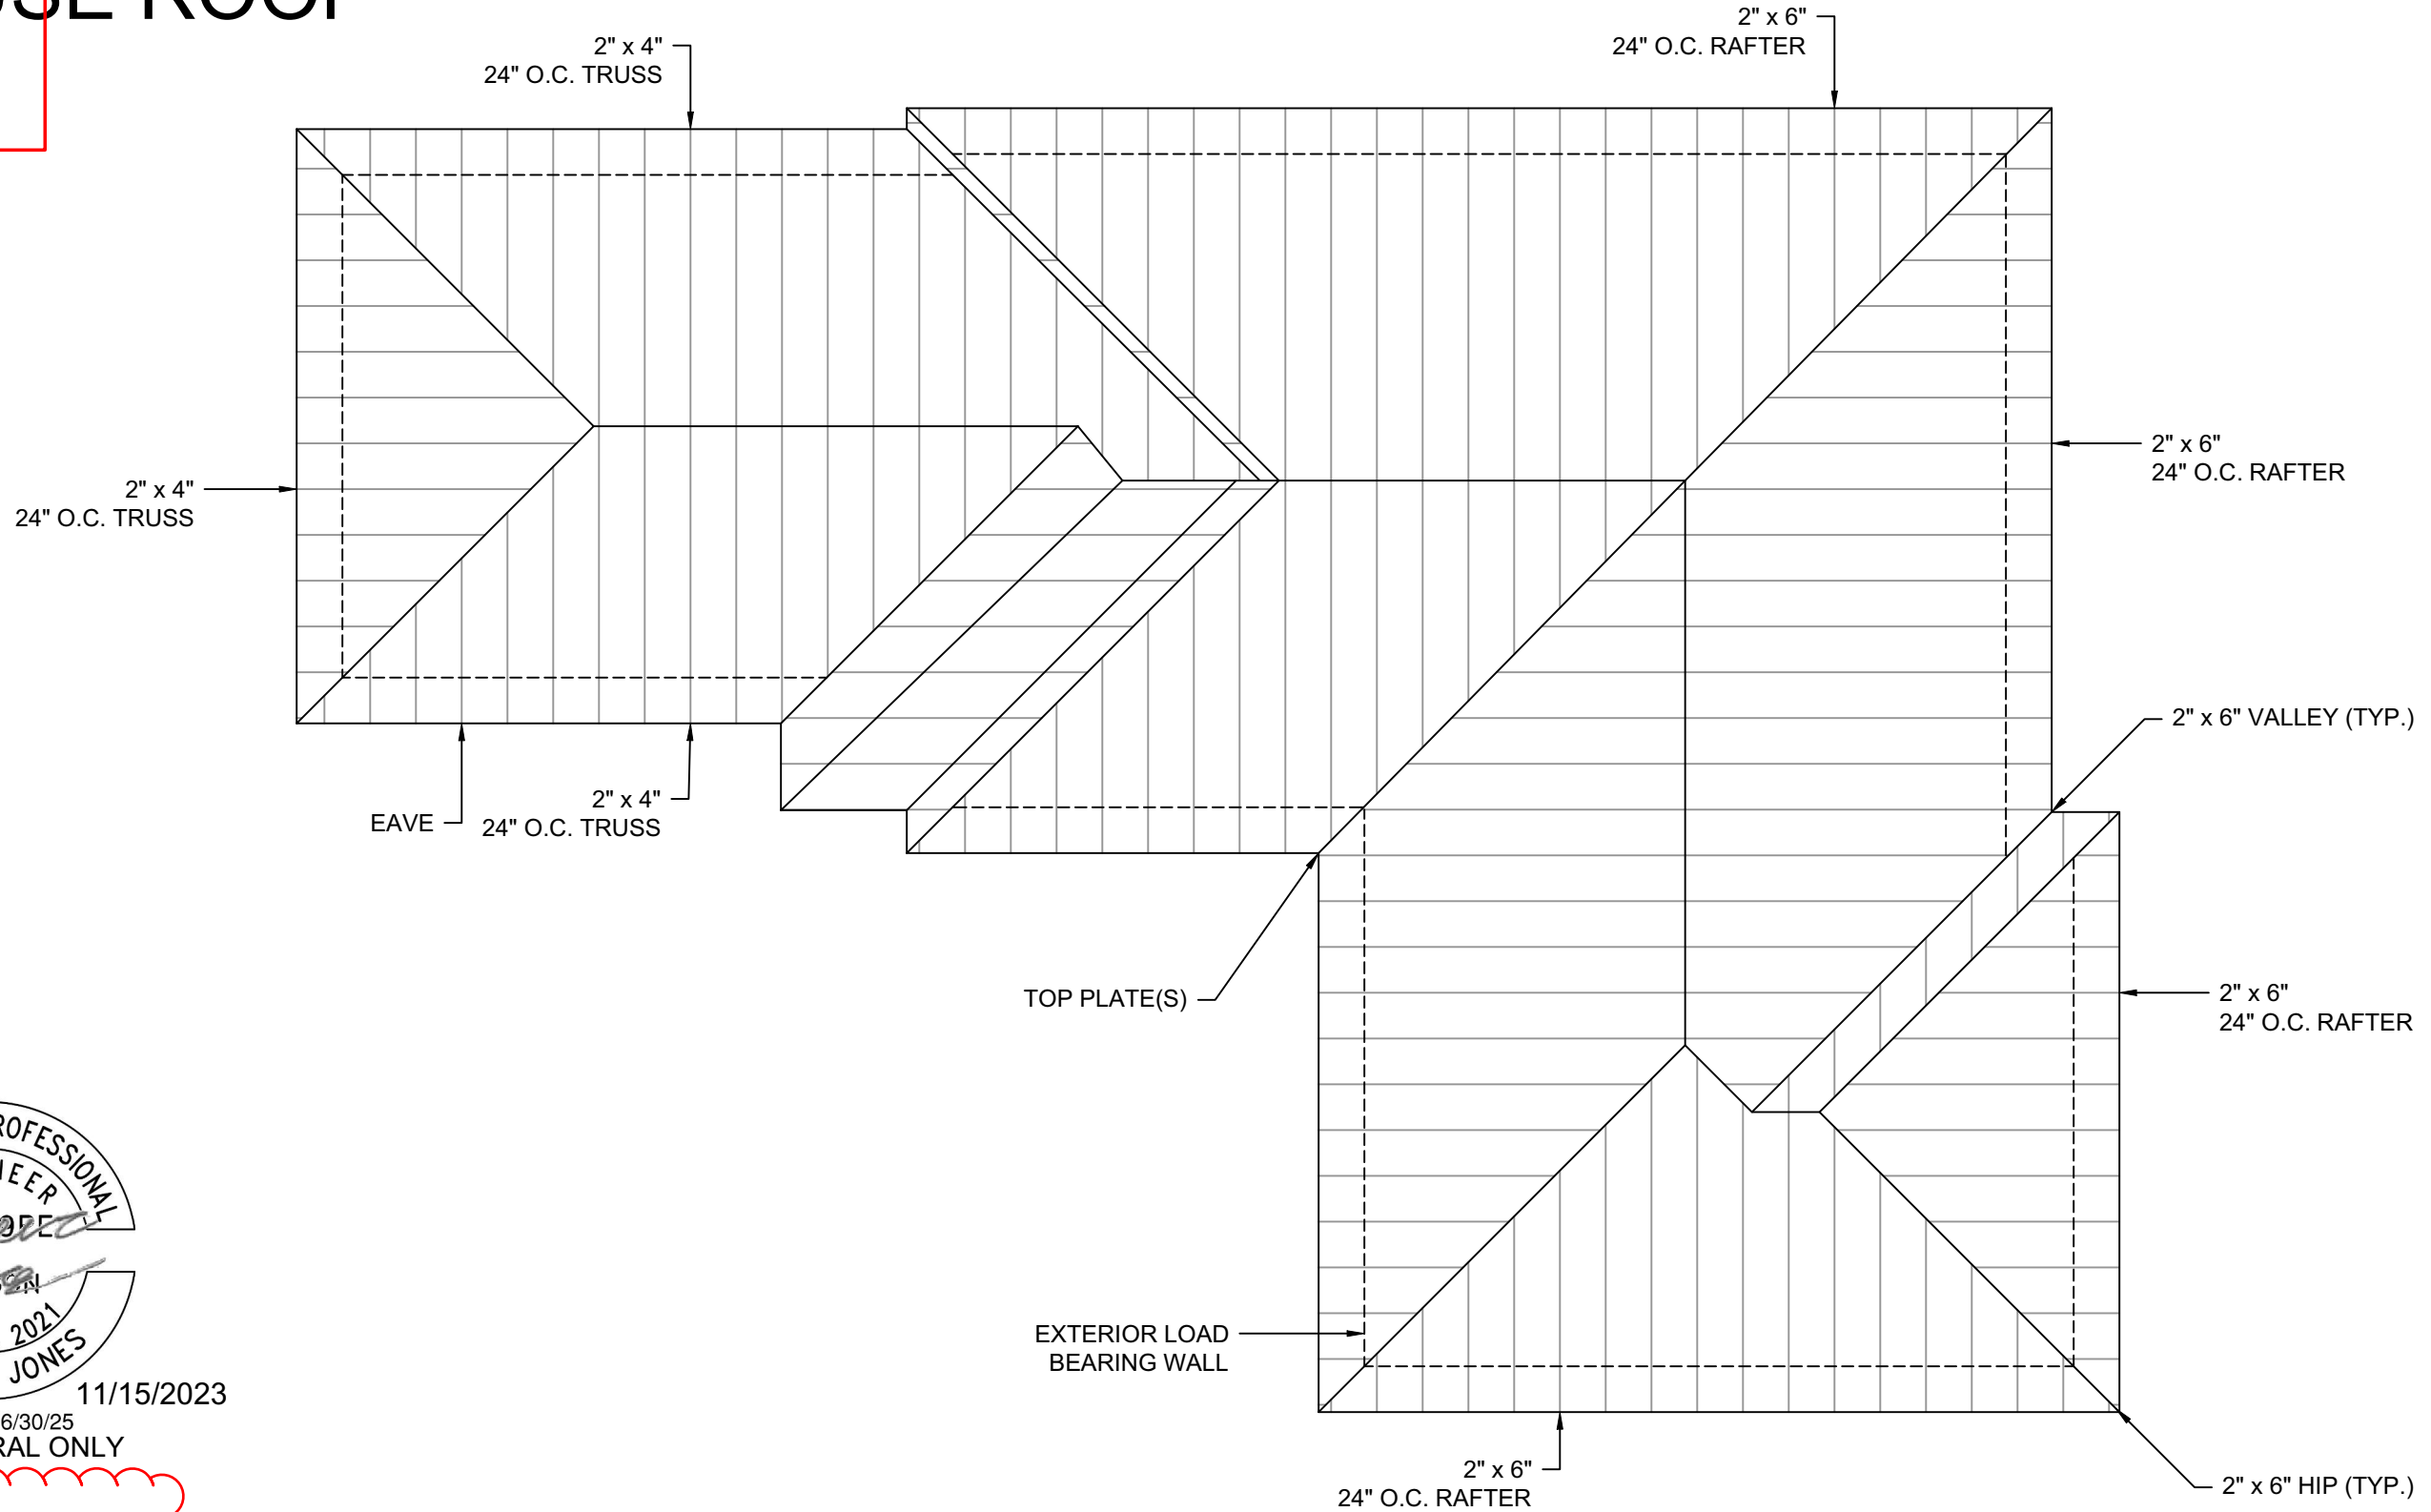 ROOF
2" x 4"
24" O.C. TRUSS
2" x 6"
24" O.C. RAFTER
2" x 4"
24" O.C. TRUSS
2" x 6"
24" O.C. RAFTER
2" x 6" VALLEY (TYP.)
EAVE
2" x 4"
24" O.C. TRUSS
TOP PLATE(S)
2" x 6"
24" O.C. RAFTER
EXTERIOR LOAD
BEARING WALL
2" x 6"
24" O.C. RAFTER
2" x 6" HIP (TYP.)
2021
JONES
11/15/2023
6/30/25
ONLY